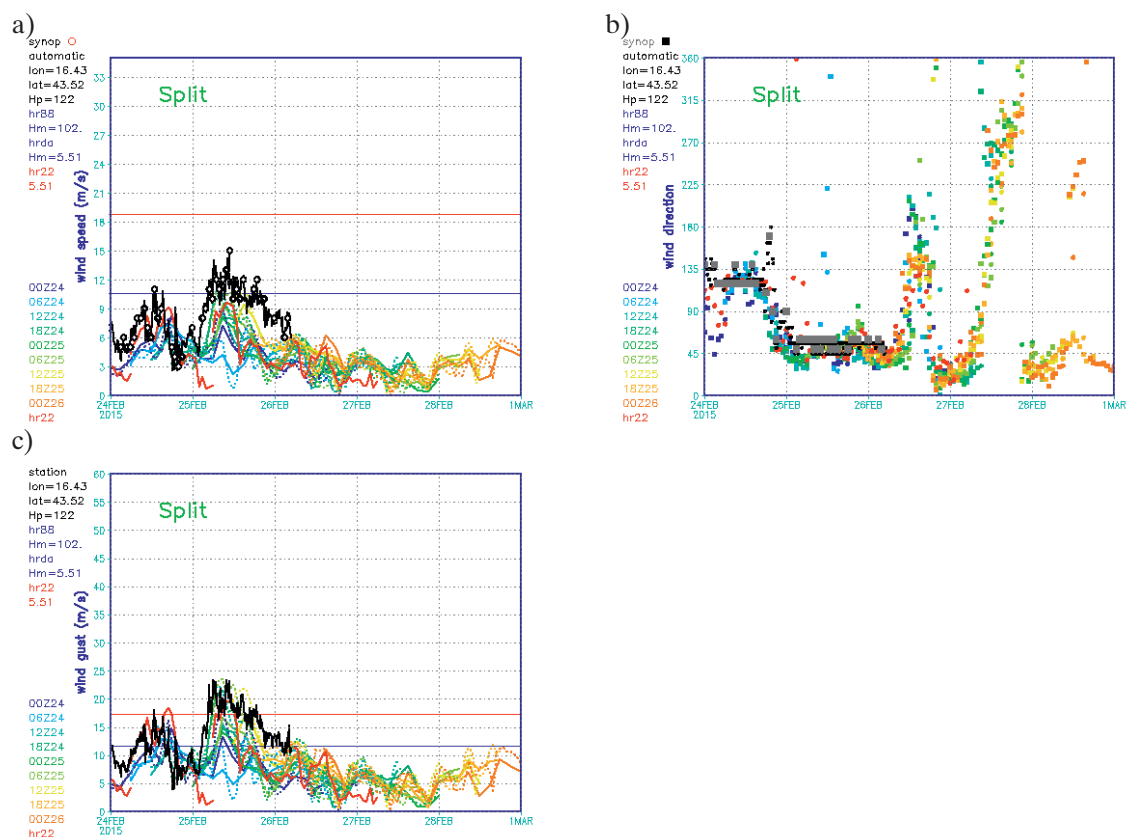 a)
synop
automatic
lon=16.43
lat=43.52
Hp=122
hr88
Hm=102.
hrda
Hm=5.51
hr22
5.51
00Z24
06Z24
12Z24
18Z24
00Z25
06Z25
12Z25
18Z25
00Z26
hr22
wind speed (m/s)
Split
33
30
27
24
21
18
15
12
9
6
3
0
24FEB 25FEB 26FEB 27FEB 28FEB 1MAR
2015
b)
synop
automatic
lon=16.43
lat=43.52
Hp=122
hr88
Hm=102.
hrda
Hm=5.51
hr22
5.51
00Z24
06Z24
12Z24
18Z24
00Z25
06Z25
12Z25
18Z25
00Z26
hr22
wind direction
Split
360
315
270
225
180
135
90
45
0
24FEB 25FEB 26FEB 27FEB 28FEB 1MAR
2015
c)
station
lon=16.43
lat=43.52
Hp=122
hr88
Hm=102.
hrda
Hm=5.51
hr22
5.51
00Z24
06Z24
12Z24
18Z24
00Z25
06Z25
12Z25
18Z25
00Z26
hr22
wind gust (m/s)
Split
60
55
50
45
40
35
30
25
20
15
10
5
0
24FEB 25FEB 26FEB 27FEB 28FEB 1MAR
2015